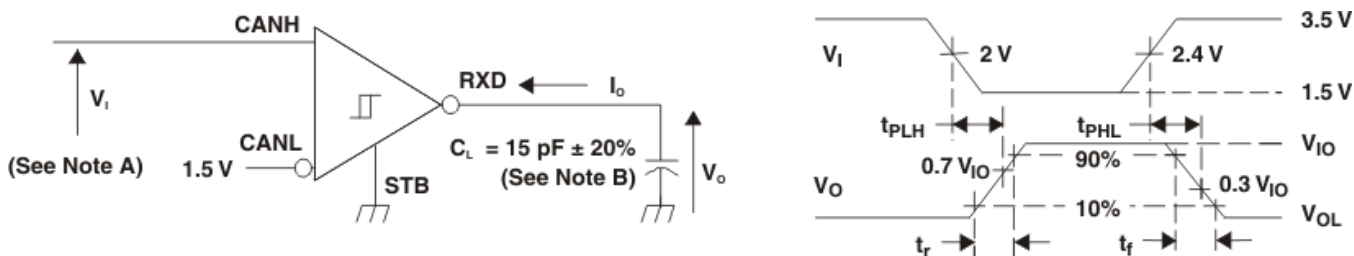 CANH
RXD
I_O
V_I
CANL
(See Note A)
1.5 V
C_L = 15 pF ± 20%
(See Note B)
V_O
STB
3.5 V
V_I
2 V
2.4 V
1.5 V
t_PLH
t_PHL
V_IO
90%
0.7 V_IO
V_O
0.3 V_IO
10%
V_OL
t_r
t_f